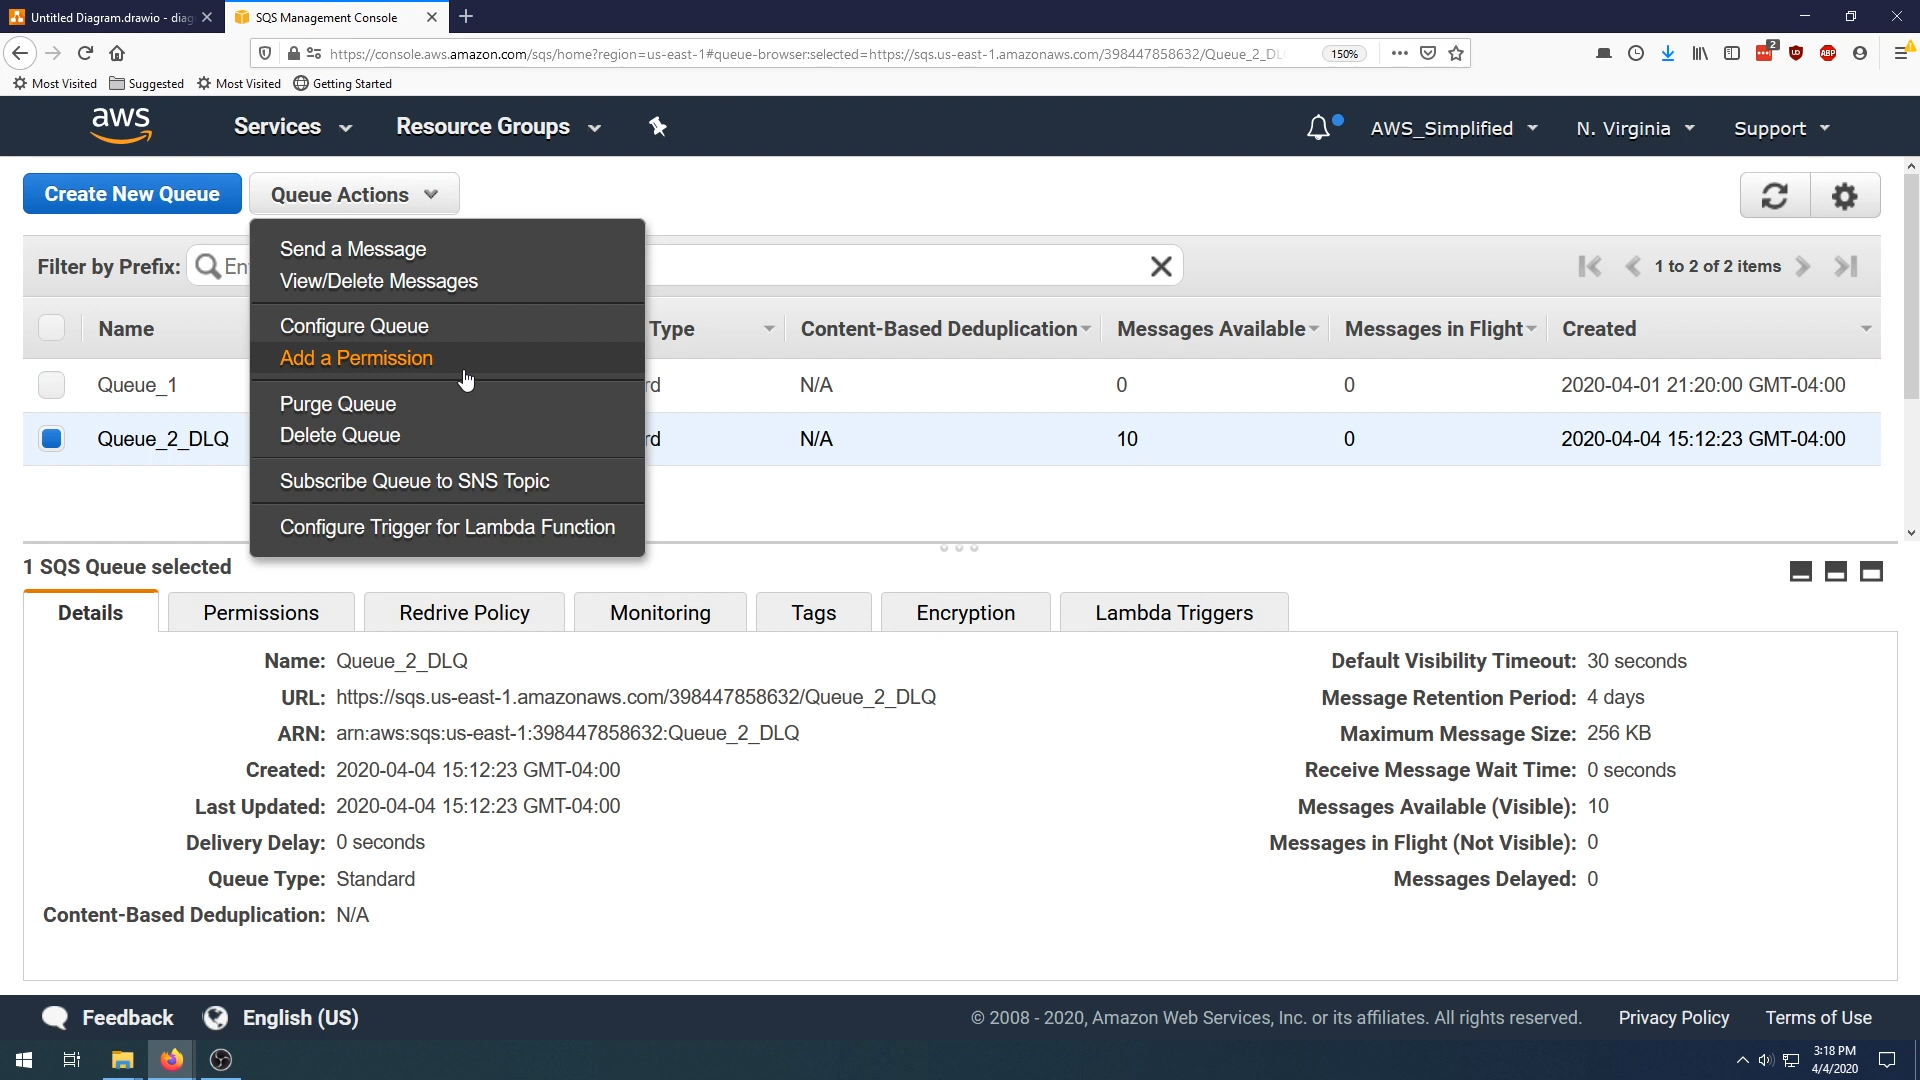 Untitled Diagram.drawio - diag
SQS Management Console
https://console.aws.amazon.com/sqs/home?region=us-east-1#queue-browser:selected=https://sqs.us-east-1.amazonaws.com/398447858632/Queue_2_DL
150%
2
ABP
Most Visited
Suggested
Most Visited
Getting Started
aws
Services
Resource Groups
AWS_Simplified
N. Virginia
Support
Create New Queue
Queue Actions
Filter by Prefix:
En
1 to 2 of 2 items
Send a Message
View/Delete Messages
Configure Queue
Add a Permission
Purge Queue
Delete Queue
Subscribe Queue to SNS Topic
Configure Trigger for Lambda Function
Name Type Content-Based Deduplication Messages Available Messages in Flight Created
Queue_1 rd N/A 0 0 2020-04-01 21:20:00 GMT-04:00
Queue_2_DLQ rd N/A 10 0 2020-04-04 15:12:23 GMT-04:00
1 SQS Queue selected
Details Permissions Redrive Policy Monitoring Tags Encryption Lambda Triggers
Name: Queue_2_DLQ
URL: https://sqs.us-east-1.amazonaws.com/398447858632/Queue_2_DLQ
ARN: arn:aws:sqs:us-east-1:398447858632:Queue_2_DLQ
Created: 2020-04-04 15:12:23 GMT-04:00
Last Updated: 2020-04-04 15:12:23 GMT-04:00
Delivery Delay: 0 seconds
Queue Type: Standard
Content-Based Deduplication: N/A
Default Visibility Timeout: 30 seconds
Message Retention Period: 4 days
Maximum Message Size: 256 KB
Receive Message Wait Time: 0 seconds
Messages Available (Visible): 10
Messages in Flight (Not Visible): 0
Messages Delayed: 0
Feedback
English (US)
© 2008 - 2020, Amazon Web Services, Inc. or its affiliates. All rights reserved.
Privacy Policy
Terms of Use
3:18 PM
4/4/2020